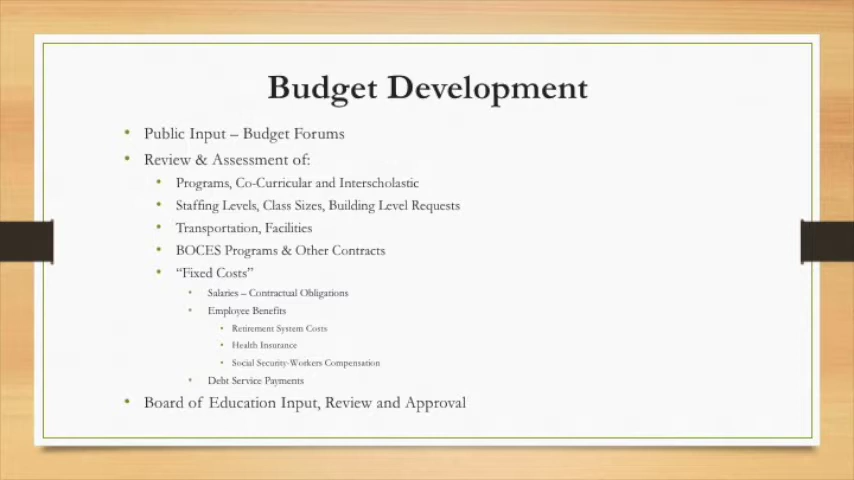 Budget Development
• Public Input – Budget Forums
• Review & Assessment of:
• Programs, Co-Curricular and Interscholastic
• Staffing Levels, Class Sizes, Building Level Requests
• Transportation, Facilities
• BOCES Programs & Other Contracts
• “Fixed Costs”
• Salaries – Contractual Obligations
• Employee Benefits
• Retirement System Costs
• Health Insurance
• Social Security-Workers Compensation
• Debt Service Payments
• Board of Education Input, Review and Approval